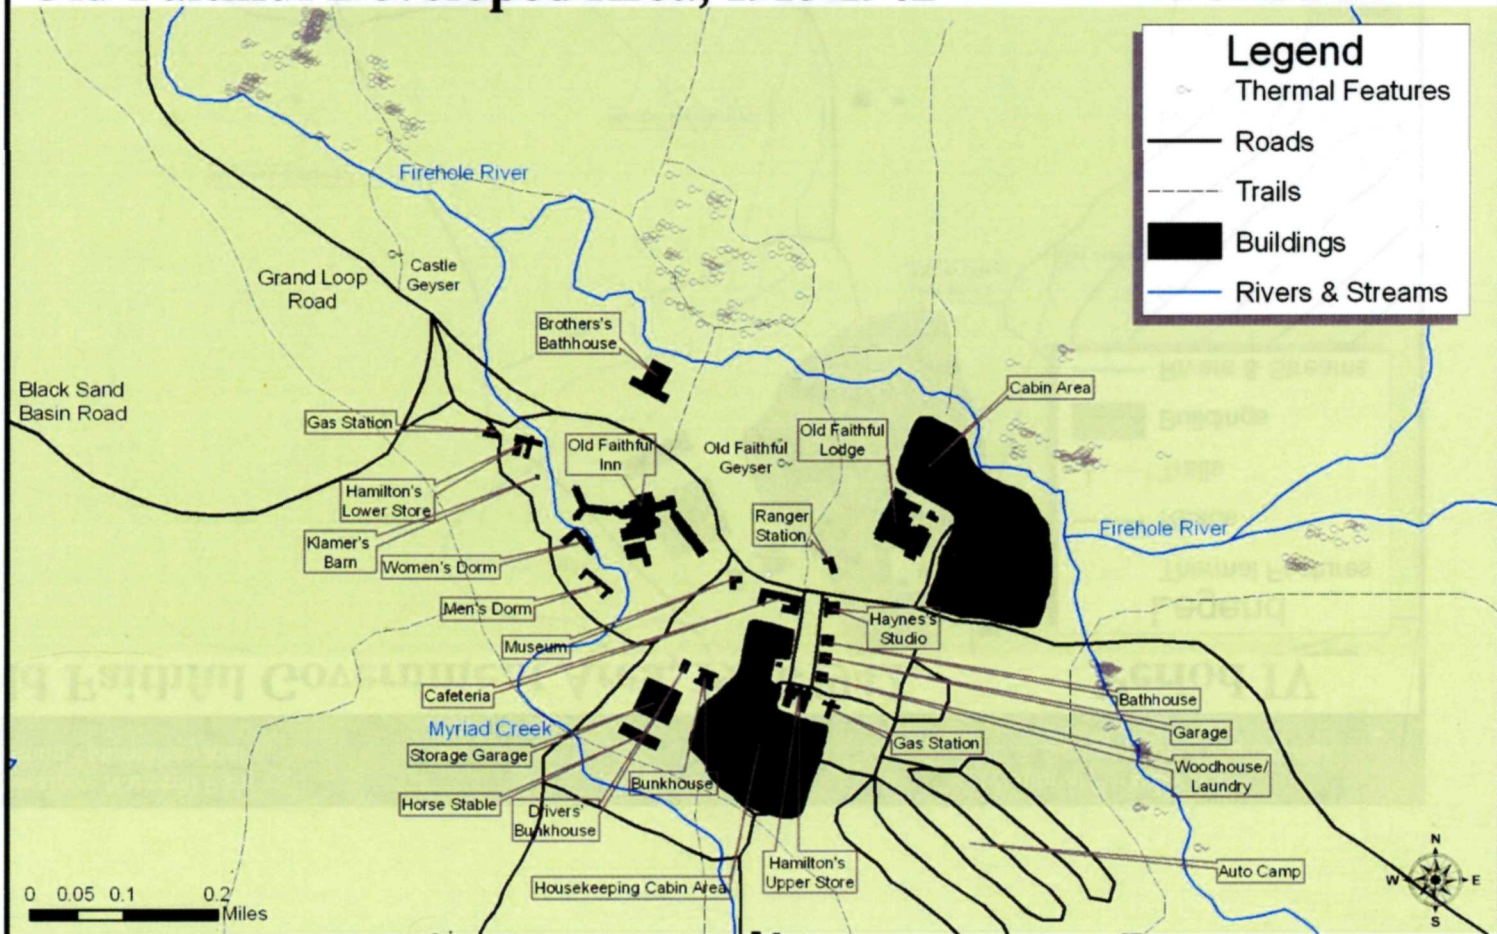 Legend
Thermal Features
Roads
Trails
Buildings
Rivers & Streams
Firehole River
Castle
Geyser
Grand Loop
Road
Brothers's
Bathhouse
Black Sand
Basin Road
Cabin Area
Gas Station
Old Faithful
Inn
Old Faithful
Geyser
Old Faithful
Lodge
Hamilton's
Lower Store
Ranger
Station
Firehole River
Klamer's
Barn
Women's Dorm
Men's Dorm
Haynes's
Studio
Museum
Cafeteria
Bathhouse
Myriad Creek
Garage
Storage Garage
Gas Station
Woodhouse/
Laundry
Bunkhouse
Horse Stable
Drivers'
Bunkhouse
Hamilton's
Upper Store
Housekeeping Cabin Area
Auto Camp
N
W
E
S
0 0.05 0.1 0.2
Miles